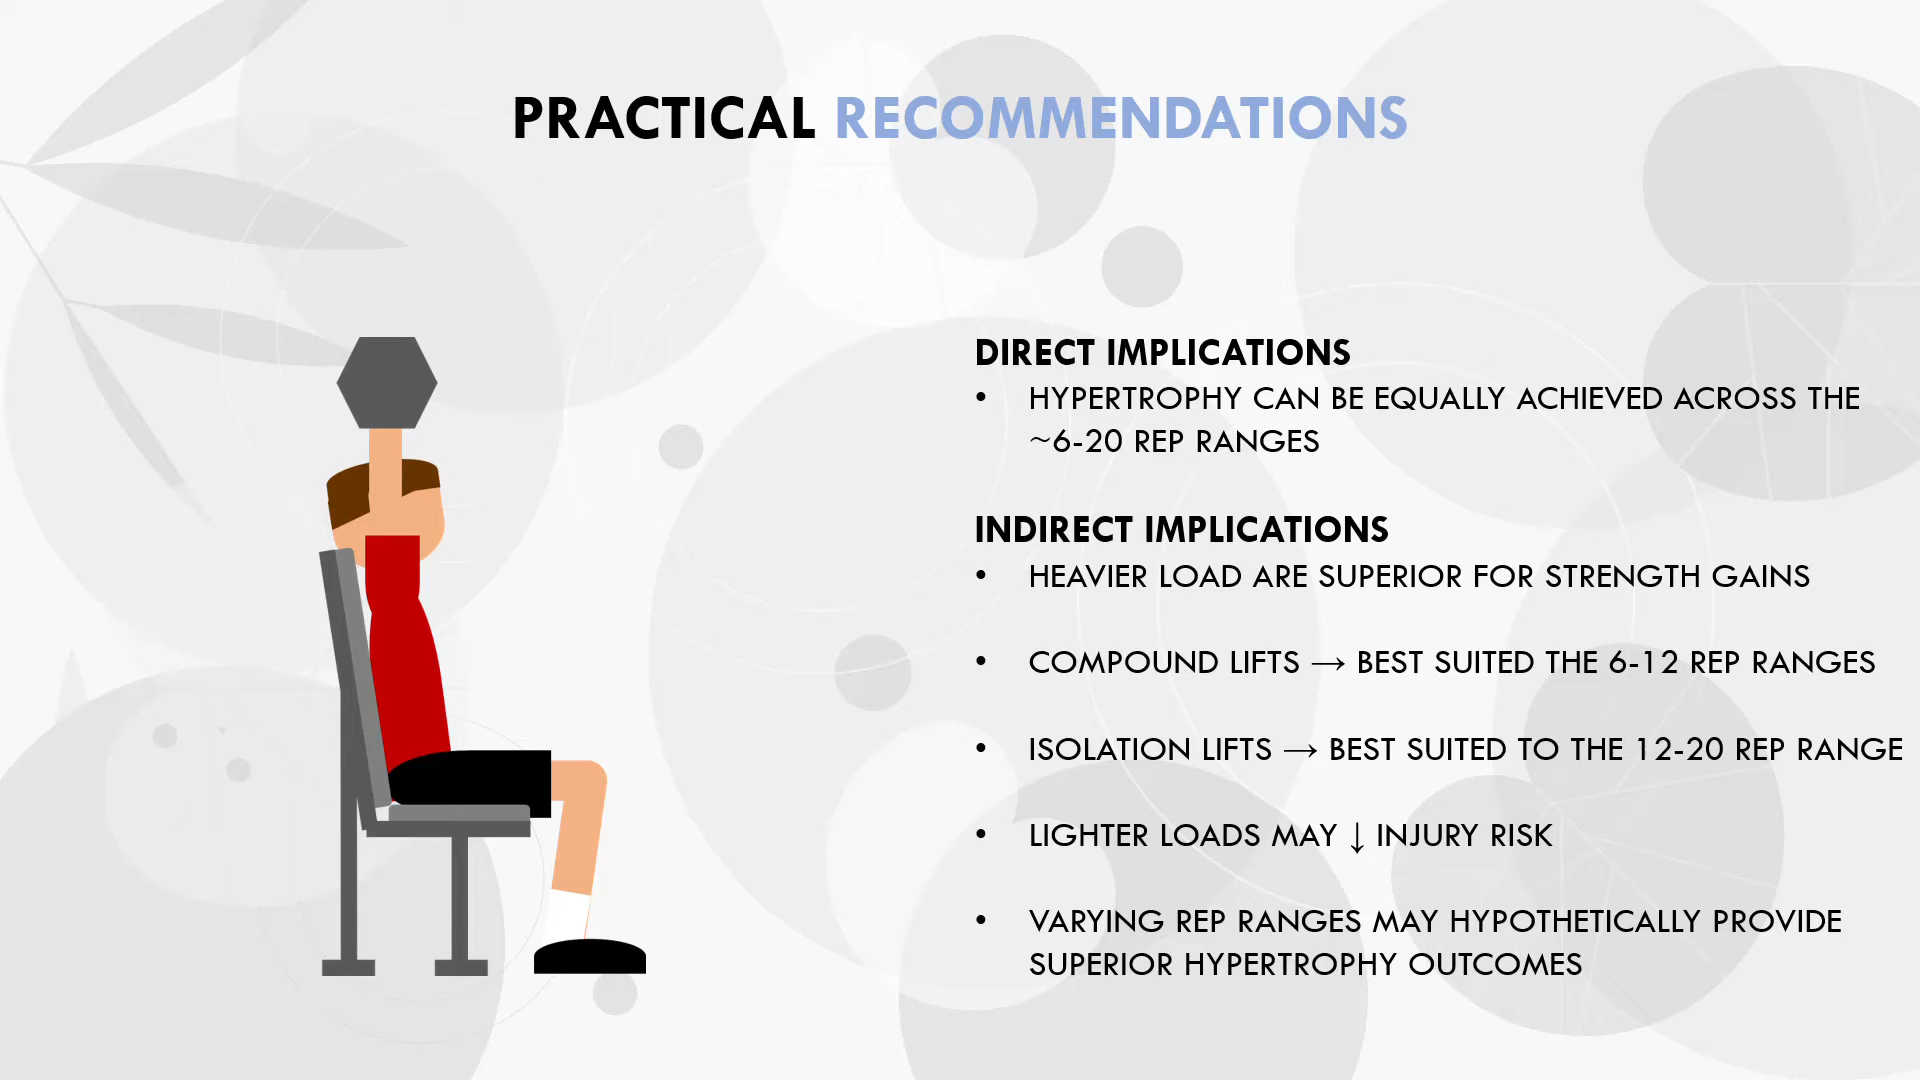 PRACTICAL RECOMMENDATIONS
DIRECT IMPLICATIONS
• HYPERTROPHY CAN BE EQUALLY ACHIEVED ACROSS THE
~6-20 REP RANGES
INDIRECT IMPLICATIONS
• HEAVIER LOAD ARE SUPERIOR FOR STRENGTH GAINS
• COMPOUND LIFTS → BEST SUITED THE 6-12 REP RANGES
• ISOLATION LIFTS → BEST SUITED TO THE 12-20 REP RANGE
• LIGHTER LOADS MAY ↓ INJURY RISK
• VARYING REP RANGES MAY HYPOTHETICALLY PROVIDE
SUPERIOR HYPERTROPHY OUTCOMES